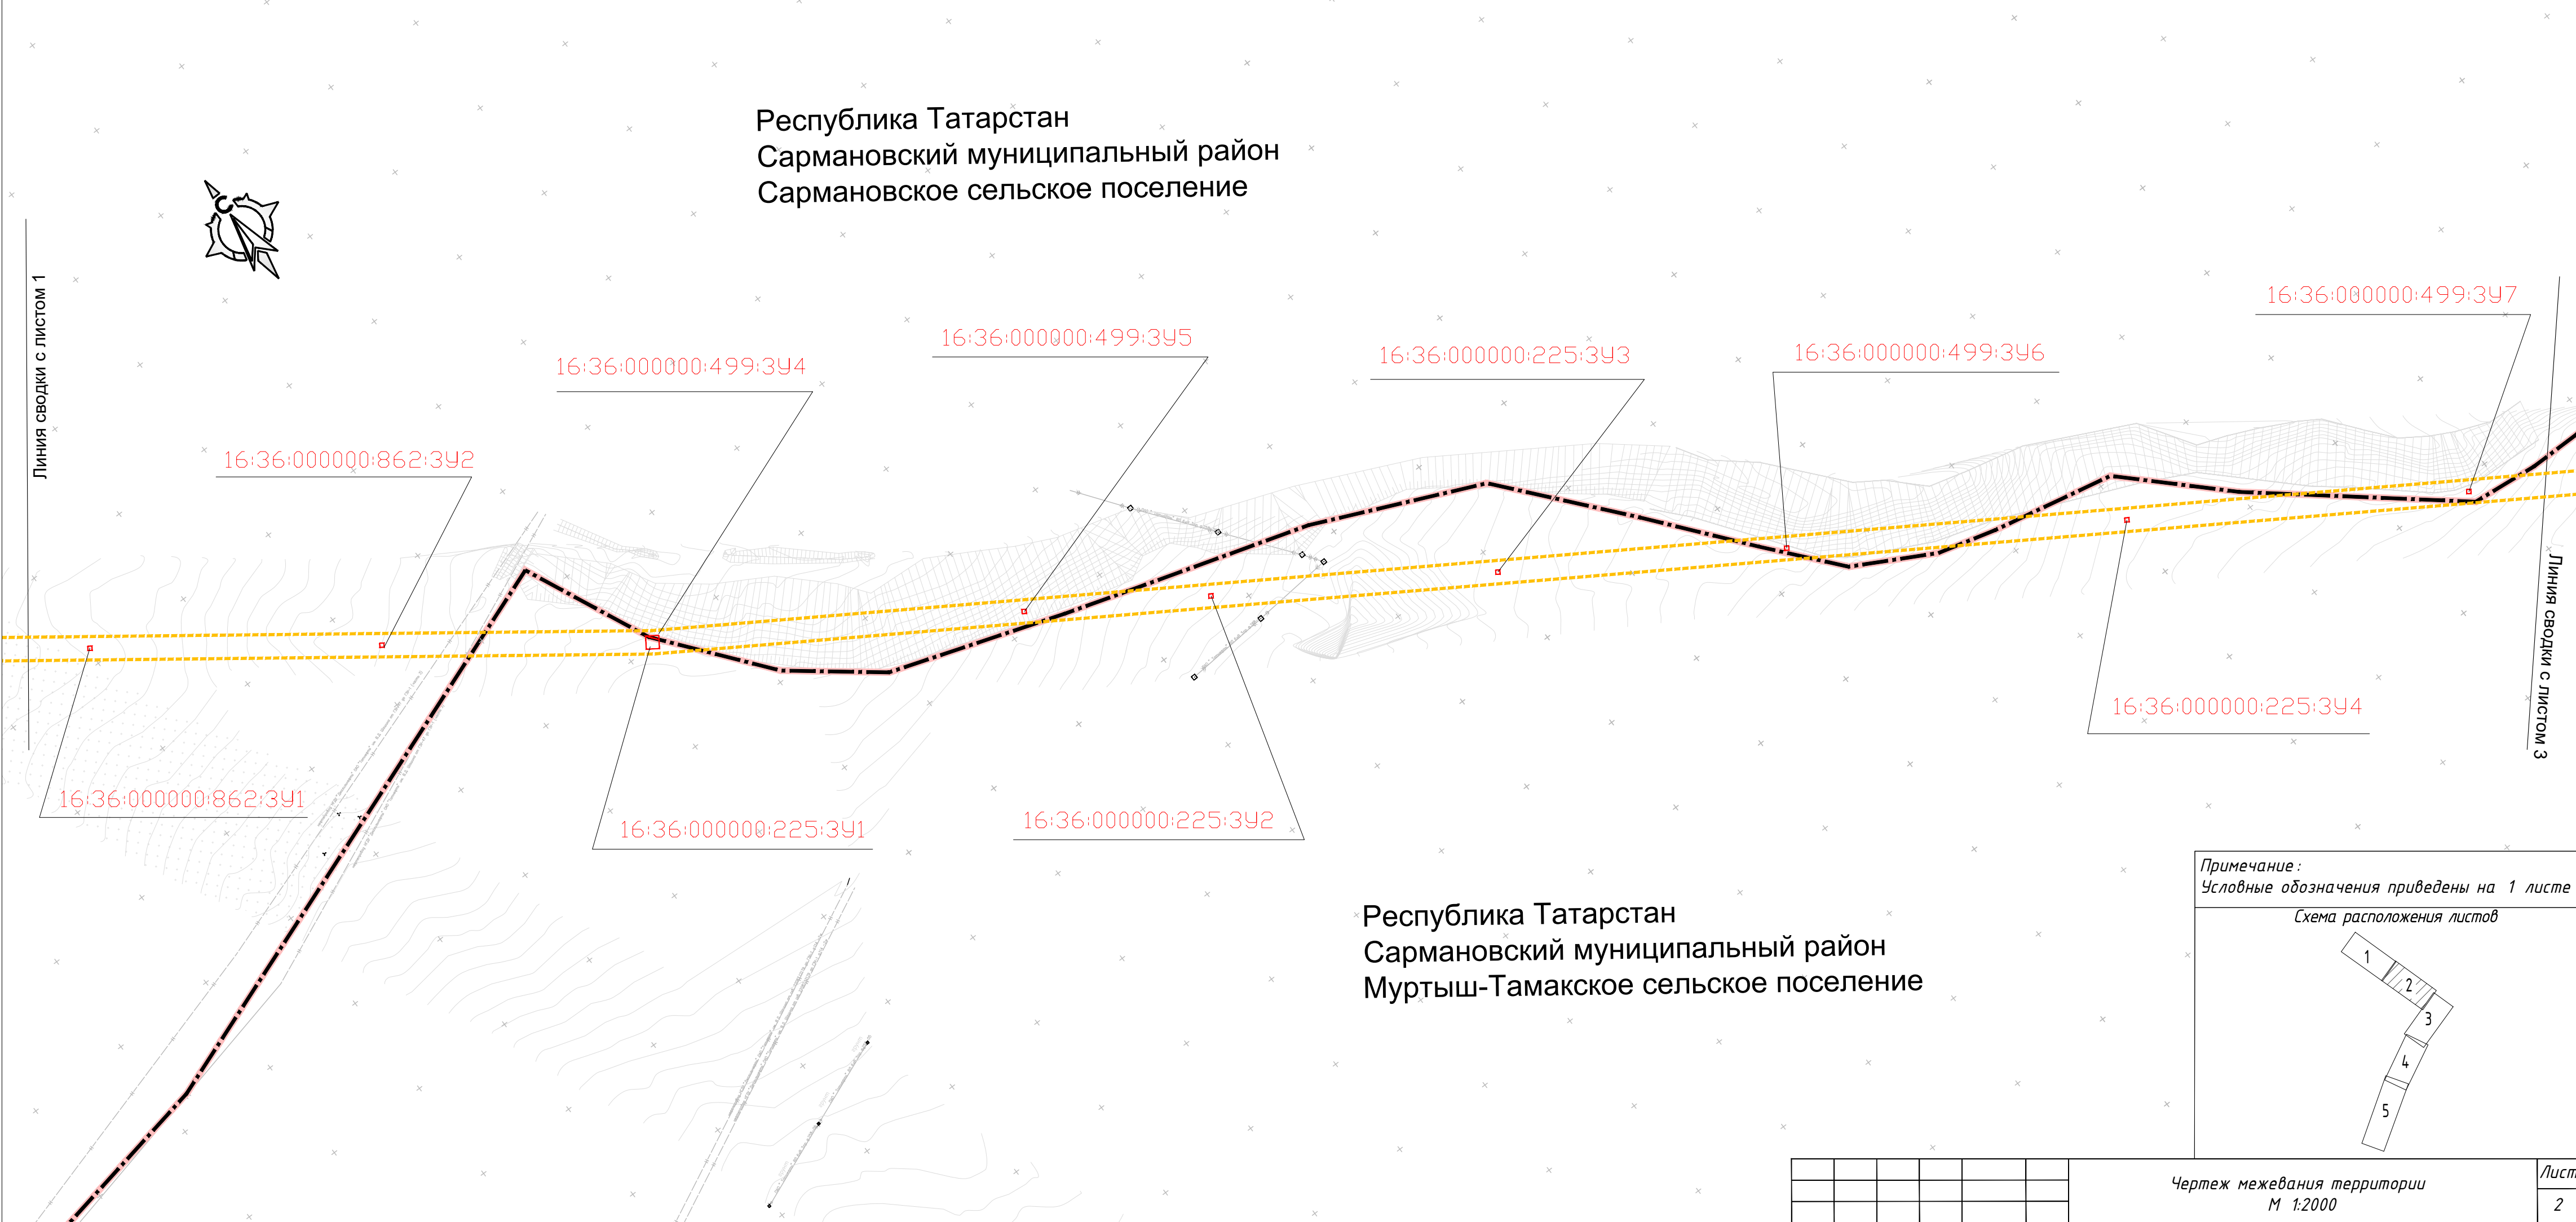 Республика Татарстан
Сармановский муниципальный район
Сармановское сельское поселение
С
Линия сводки с листом 1
16:36:000000:499:ЗУ7
16:36:000000:499:ЗУ5
16:36:000000:225:ЗУ3
16:36:000000:499:ЗУ6
16:36:000000:499:ЗУ4
16:36:000000:862:ЗУ2
Линия сводки с листом 3
16:36:000000:225:ЗУ4
16:36:000000:862:ЗУ1
16:36:000000:225:ЗУ1
16:36:000000:225:ЗУ2
Республика Татарстан
Сармановский муниципальный район
Муртыш-Тамакское сельское поселение
Примечание:
Условные обозначения приведены на 1 листе
Схема расположения листов
1
2
3
4
5
Чертеж межевания территории
М 1:2000
Лист
2